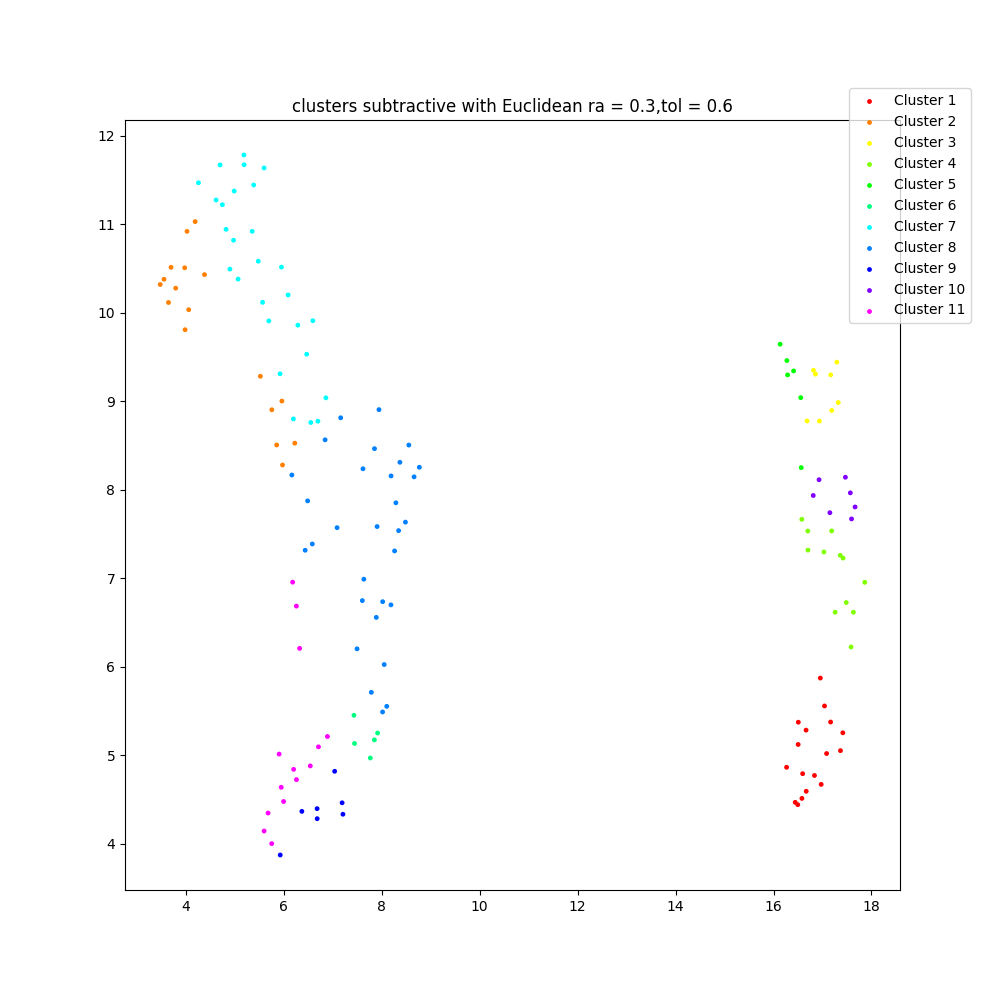 clusters subtractive with Euclidean ra = 0.3,tol = 0.6
Cluster 1
Cluster 2
Cluster 3
Cluster 4
Cluster 5
Cluster 6
Cluster 7
Cluster 8
Cluster 9
Cluster 10
Cluster 11
12
11
10
9
8
7
6
5
4
4 6 8 10 12 14 16 18